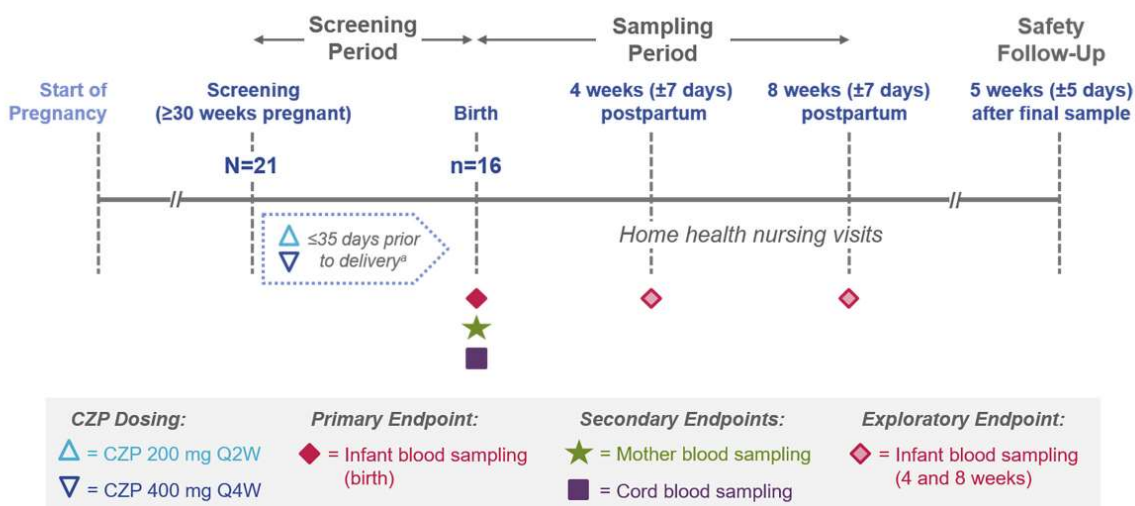 Screening
Period
Sampling
Period
Safety
Follow-Up
Start of
Pregnancy
Screening
(≥30 weeks pregnant)
Birth
4 weeks (±7 days)
postpartum
8 weeks (±7 days)
postpartum
5 weeks (±5 days)
after final sample
N=21
n=16
≤35 days prior
to deliveryᵃ
Home health nursing visits
CZP Dosing:
= CZP 200 mg Q2W
= CZP 400 mg Q4W
Primary Endpoint:
= Infant blood sampling
(birth)
Secondary Endpoints:
= Mother blood sampling
= Cord blood sampling
Exploratory Endpoint:
= Infant blood sampling
(4 and 8 weeks)